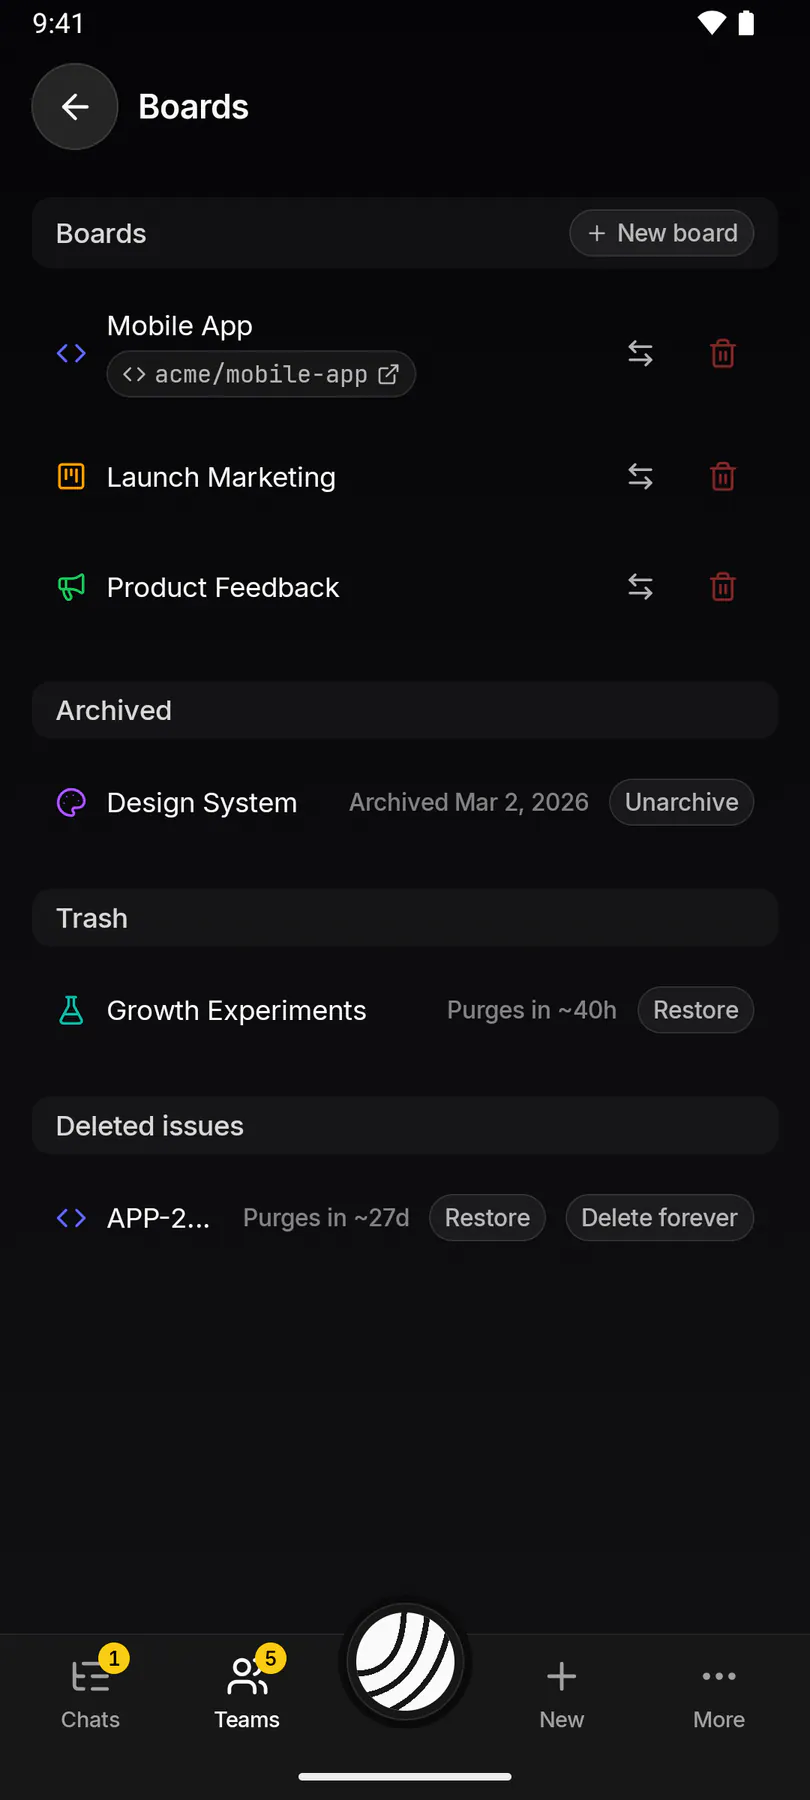 9:41
Boards
Boards
+ New board
Mobile App
<> acme/mobile-app
Launch Marketing
Product Feedback
Archived
Design System Archived Mar 2, 2026 Unarchive
Trash
Growth Experiments Purges in ~40h Restore
Deleted issues
APP-2... Purges in ~27d Restore Delete forever
1
5
Chats Teams New More